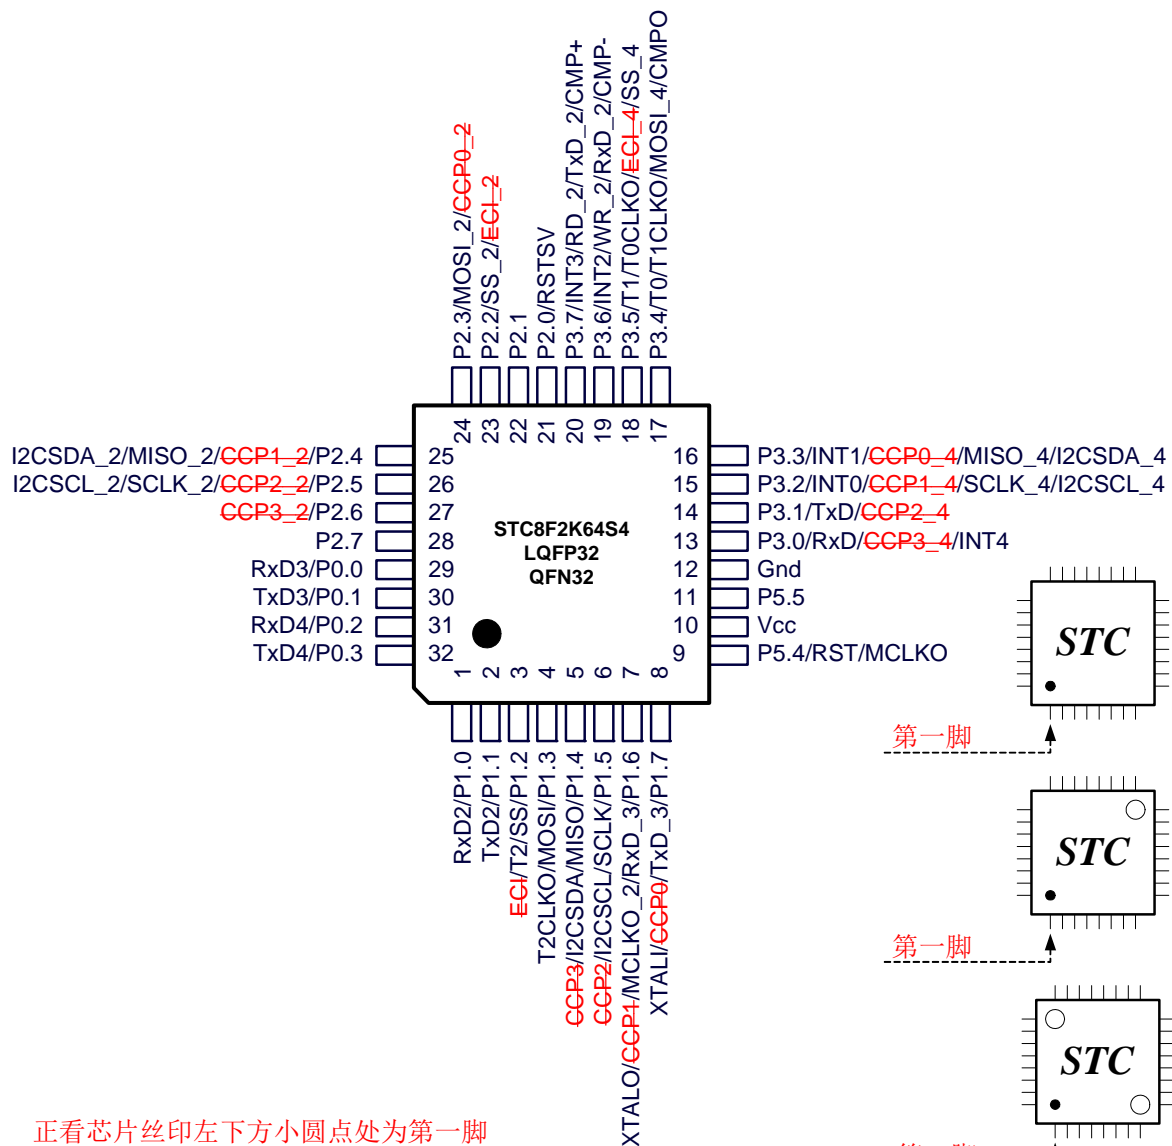 P2.3/MOSI_2/CCP0_2
P2.2/SS_2/ECI_2
P2.1
P2.0/RSTSV
P3.7/INT3/RD_2/TxD_2/CMP+
P3.6/INT2/WR_2/RxD_2/CMP-
P3.5/T1/T0CLKO/ECI_4/SS_4
P3.4/T0/T1CLKO/MOSI_4/CMPO
24 23 22 21 20 19 18 17
I2CSDA_2/MISO_2/CCP1_2/P2.4 25
I2CSCL_2/SCLK_2/CCP2_2/P2.5 26
CCP3_2/P2.6 27
P2.7 28
RxD3/P0.0 29
TxD3/P0.1 30
RxD4/P0.2 31
TxD4/P0.3 32
STC8F2K64S4
LQFP32
QFN32
16 P3.3/INT1/CCP0_4/MISO_4/I2CSDA_4
15 P3.2/INT0/CCP1_4/SCLK_4/I2CSCL_4
14 P3.1/TxD/CCP2_4
13 P3.0/RxD/CCP3_4/INT4
12 Gnd
11 P5.5
10 Vcc
9 P5.4/RST/MCLKO
1 2 3 4 5 6 7 8
RxD2/P1.0
TxD2/P1.1
ECI/T2/SS/P1.2
T2CLKO/MOSI/P1.3
CCP3/I2CSDA/MISO/P1.4
CCP2/I2CSCL/SCLK/P1.5
XTALO/CCP1/MCLKO_2/RxD_3/P1.6
XTALI/CCP0/TxD_3/P1.7
STC
第一脚
STC
第一脚
STC
第一脚
正看芯片丝印左下方小圆点处为第一脚